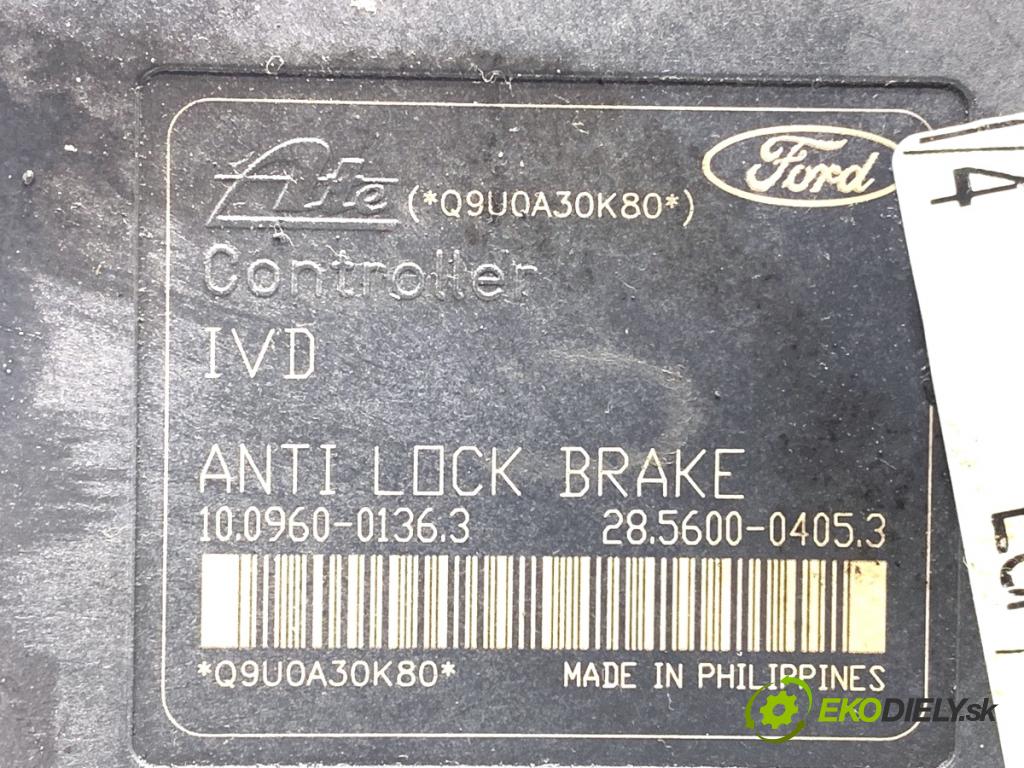 Ate (*Q9U0A30K80*)
Ford
Controller
IVD
ANTI LOCK BRAKE
10.0960-0136.3 28.5600-0405.3
*Q9U0A30K80* MADE IN PHILIPPINES
4
EKODIELY.sk